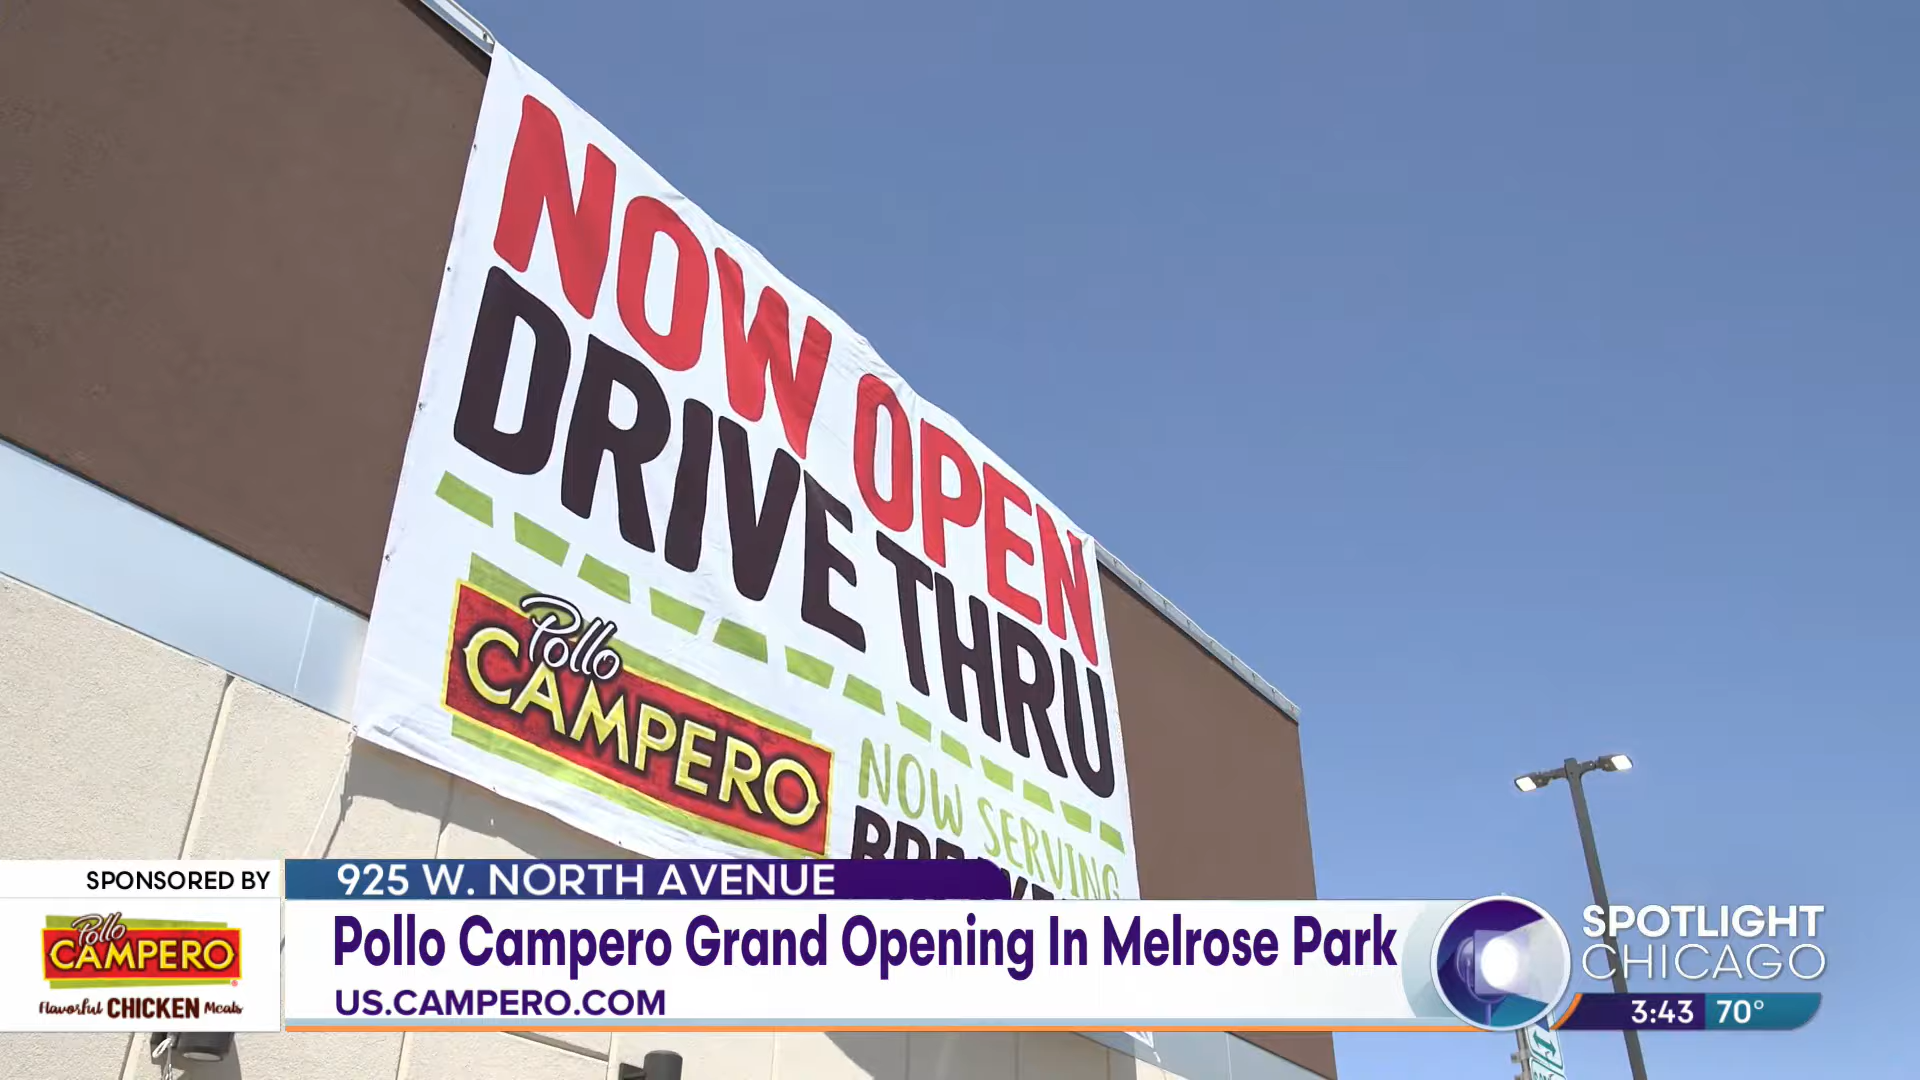 NOW OPEN
DRIVE THRU
Pollo
CAMPERO
NOW SERVING
SPONSORED BY
Pollo
CAMPERO
Flavorful CHICKEN Meals
925 W. NORTH AVENUE
Pollo Campero Grand Opening In Melrose Park
US.CAMPERO.COM
SPOTLIGHT
CHICAGO
3:43 70°